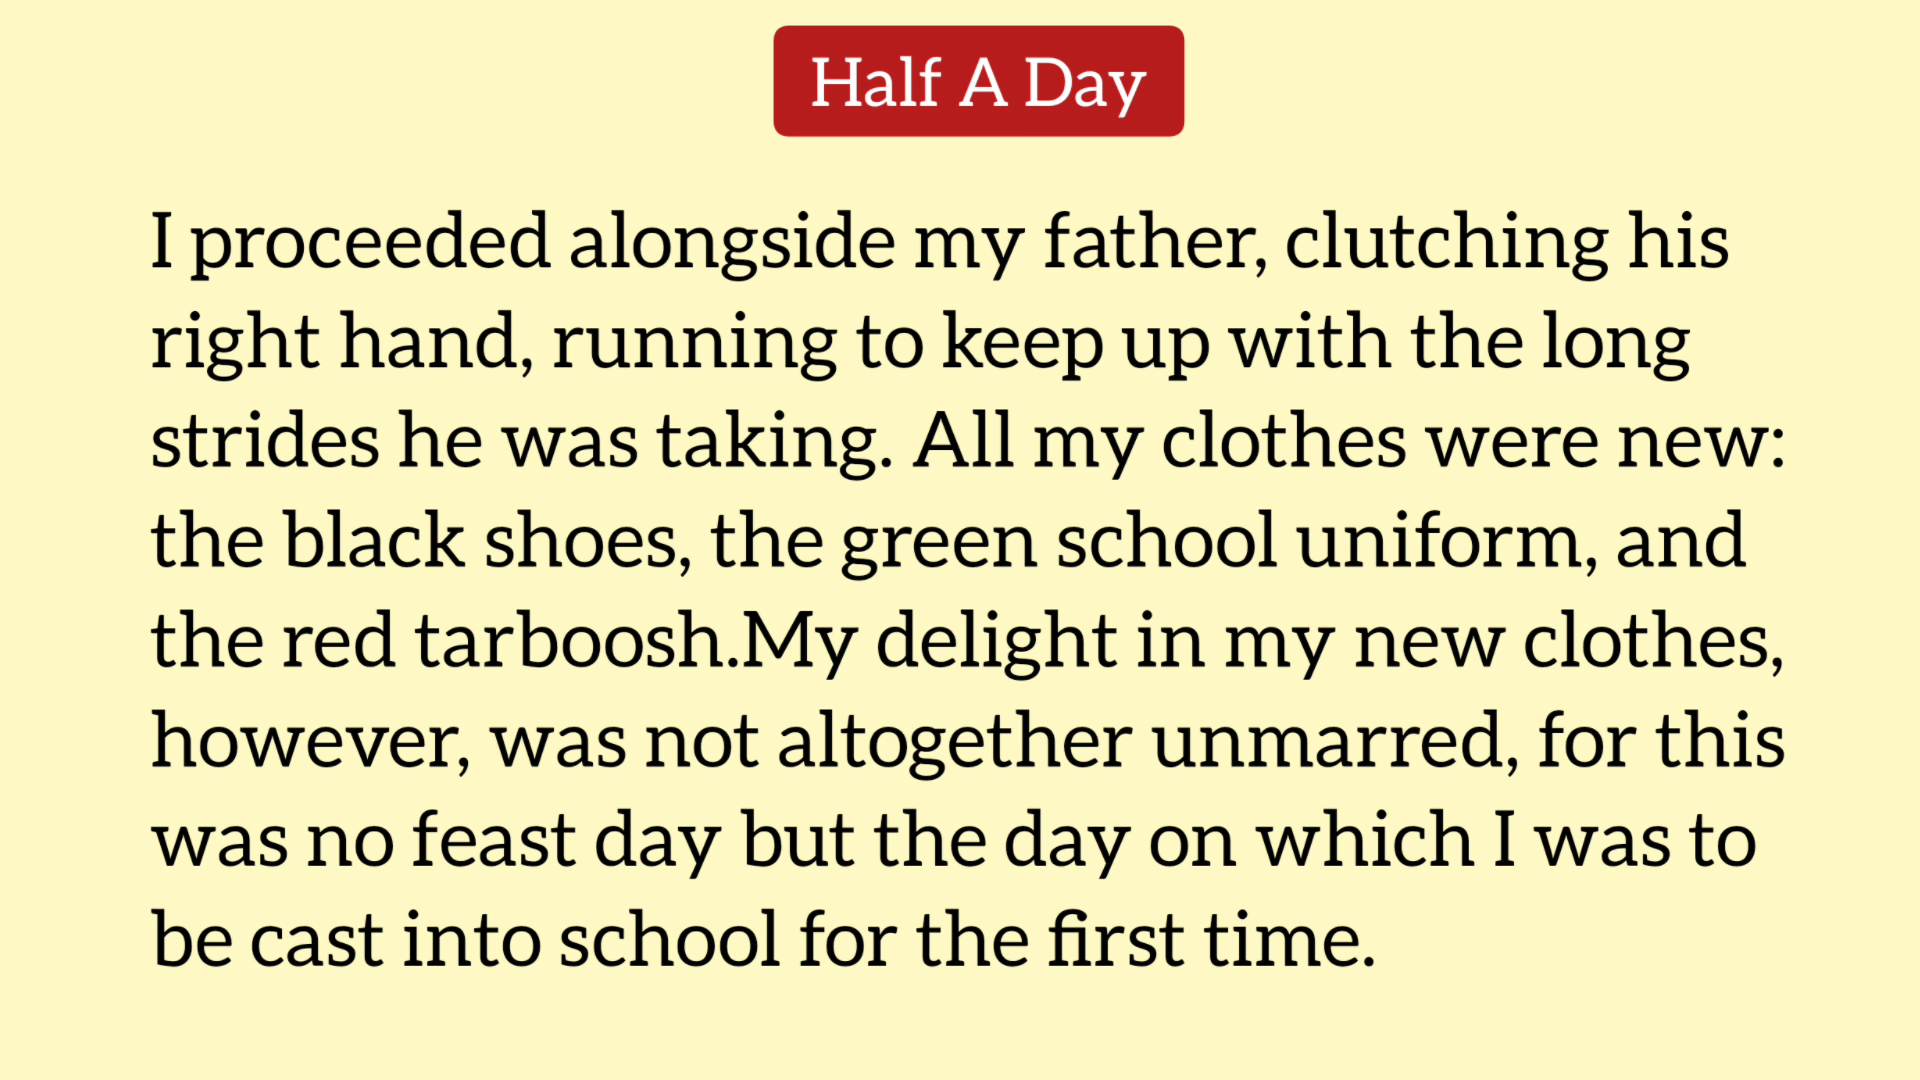 Half A Day
I proceeded alongside my father, clutching his
right hand, running to keep up with the long
strides he was taking. All my clothes were new:
the black shoes, the green school uniform, and
the red tarboosh.My delight in my new clothes,
however, was not altogether unmarred, for this
was no feast day but the day on which I was to
be cast into school for the first time.